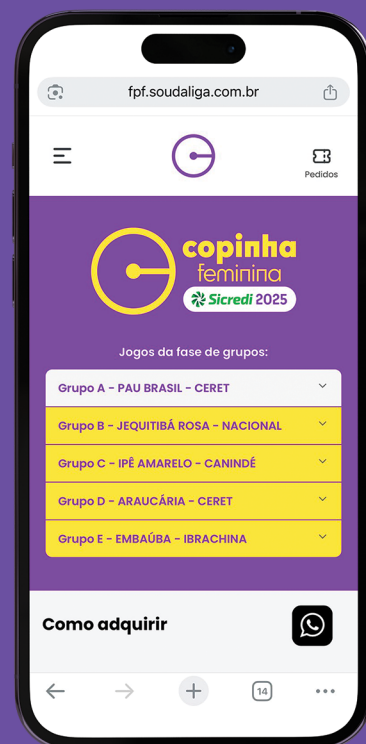 fpf.soudaliga.com.br
Pedidos
copinha
feminina
Sicredi 2025
Jogos da fase de grupos:
Grupo A - PAU BRASIL - CERET
Grupo B - JEQUITIBÁ ROSA - NACIONAL
Grupo C - IPÊ AMARELO - CANINDÉ
Grupo D - ARAUCÁRIA - CERET
Grupo E - EMBAÚBA - IBRACHINA
Como adquirir
14